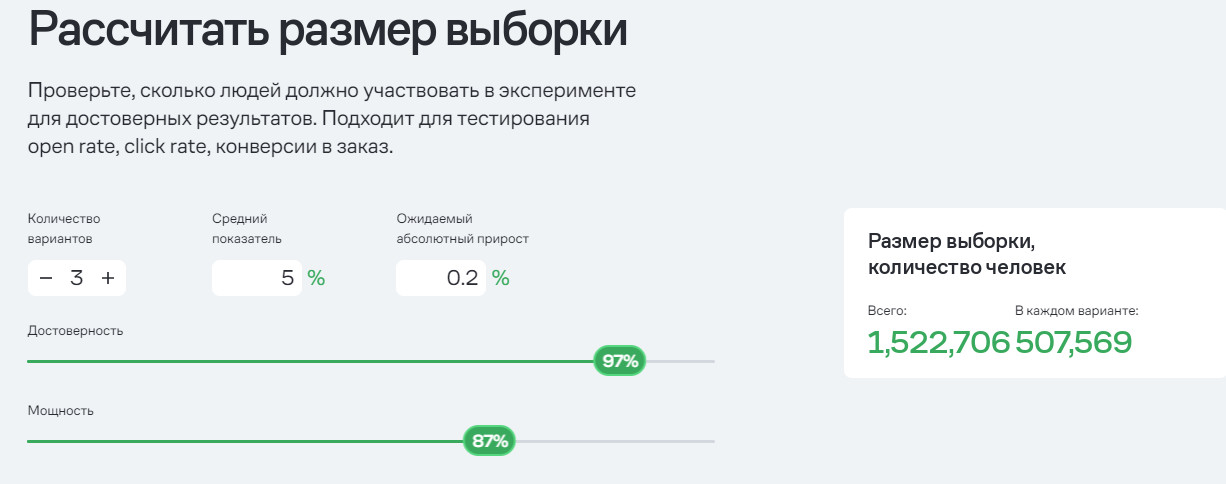 Рассчитать размер выборки
Проверьте, сколько людей должно участвовать в эксперименте
для достоверных результатов. Подходит для тестирования
open rate, click rate, конверсии в заказ.
Количество
вариантов
− 3 +
Средний
показатель
5 %
Ожидаемый
абсолютный прирост
0.2 %
Достоверность
97%
Мощность
87%
Размер выборки,
количество человек
Всего:
1,522,706
В каждом варианте:
507,569